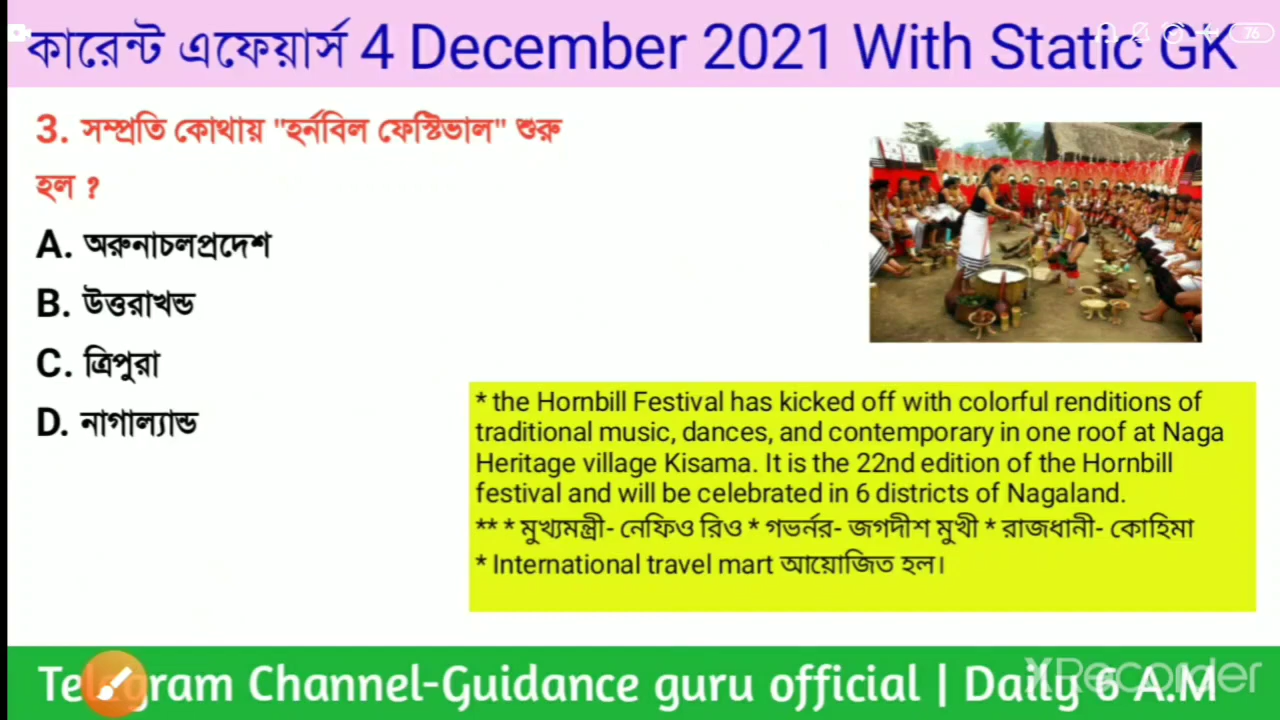 কারেন্ট এফেয়ার্স 4 December 2021 With Static GK
76
3. সম্প্রতি কোথায় "হর্নবিল ফেস্টিভাল" শুরু
হল ?
A. অরুনাচলপ্রদেশ
B. উত্তরাখন্ড
C. ত্রিপুরা
D. নাগাল্যান্ড
* the Hornbill Festival has kicked off with colorful renditions of
traditional music, dances, and contemporary in one roof at Naga
Heritage village Kisama. It is the 22nd edition of the Hornbill
festival and will be celebrated in 6 districts of Nagaland.
** * মুখ্যমন্ত্রী- নেফিও রিও * গভর্নর- জগদীশ মুখী * রাজধানী- কোহিমা
* International travel mart আয়োজিত হল।
Telegram Channel-Guidance guru official | Daily 6 A.M
XRecorder